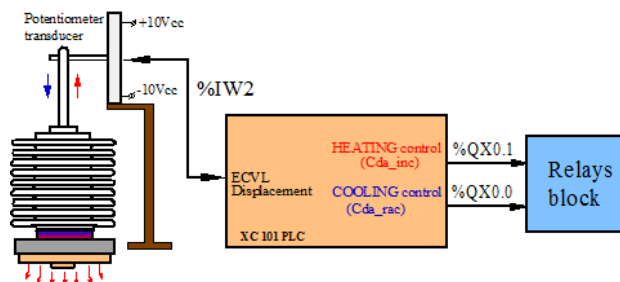 Potentiometer
transducer
+10Vcc
-10Vcc
%IW2
ECVL
Displacement
HEATING control
(Cda_inc)
COOLING control
(Cda_rac)
XC 101 PLC
%QX0.1
%QX0.0
Relays
block